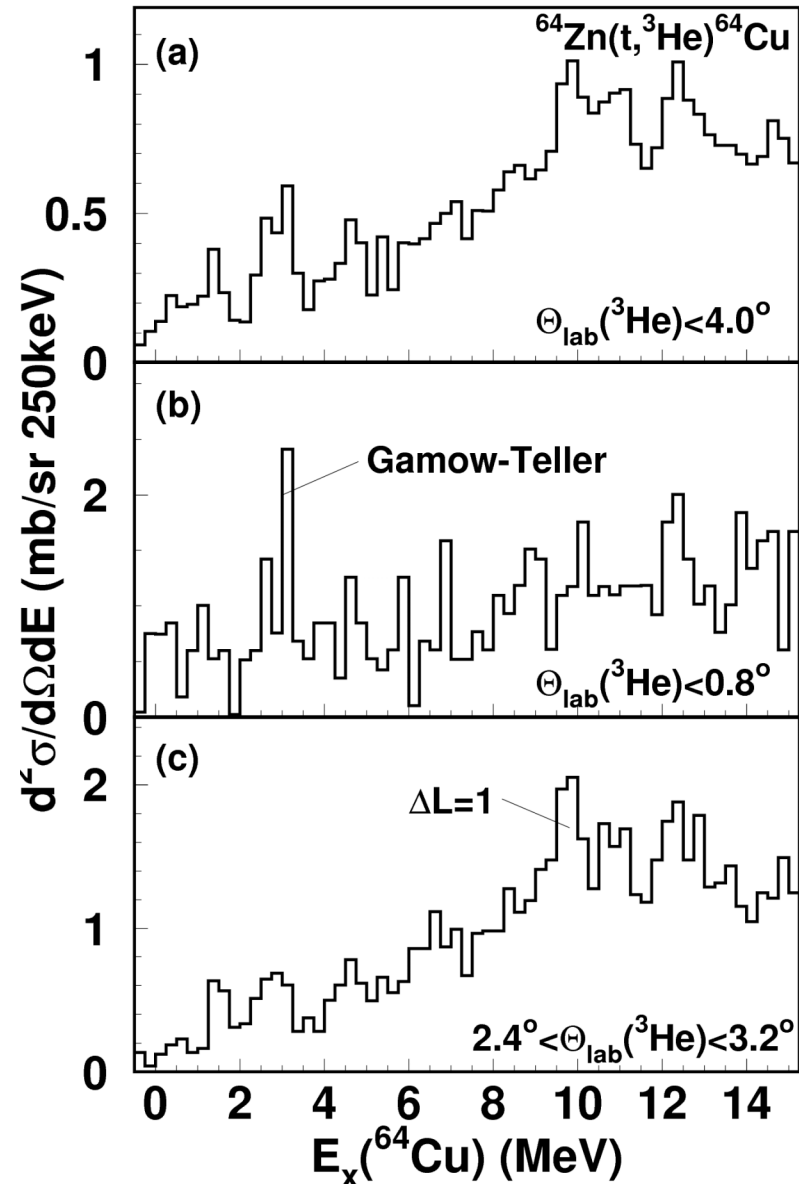 d²σ/dΩdE (mb/sr 250keV)
(a)
⁶⁴Zn(t,³He)⁶⁴Cu
1
0.5
Θlab(³He)<4.0°
0
(b)
Gamow-Teller
2
Θlab(³He)<0.8°
0
(c)
2
ΔL=1
1
2.4°<Θlab(³He)<3.2°
0
0 2 4 6 8 10 12 14
Eₓ(⁶⁴Cu) (MeV)